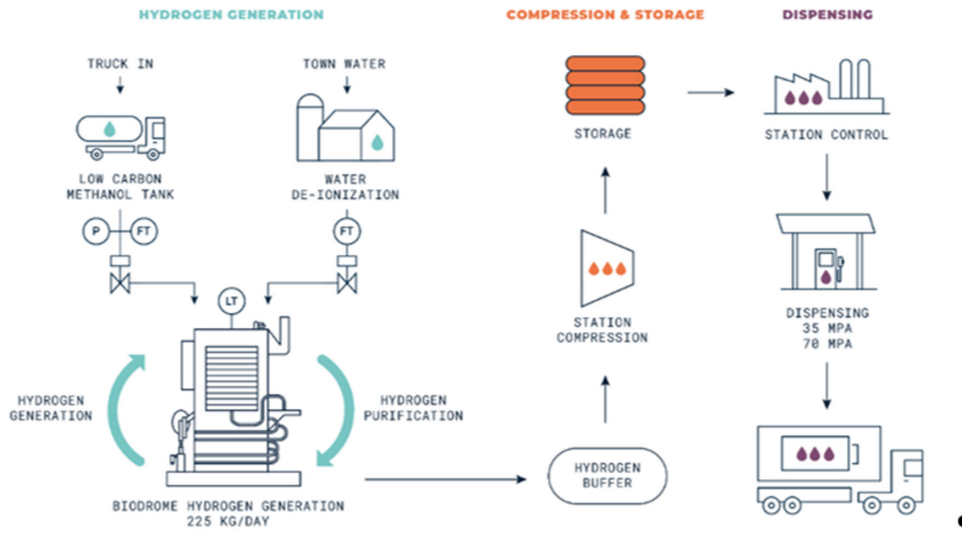 HYDROGEN GENERATION
COMPRESSION & STORAGE
DISPENSING
TRUCK IN
TOWN WATER
LOW CARBON
METHANOL TANK
WATER
DE-IONIZATION
P
FT
FT
LT
HYDROGEN
GENERATION
HYDROGEN
PURIFICATION
BIODROME HYDROGEN GENERATION
225 KG/DAY
STORAGE
STATION
COMPRESSION
HYDROGEN
BUFFER
STATION CONTROL
DISPENSING
35 MPA
70 MPA